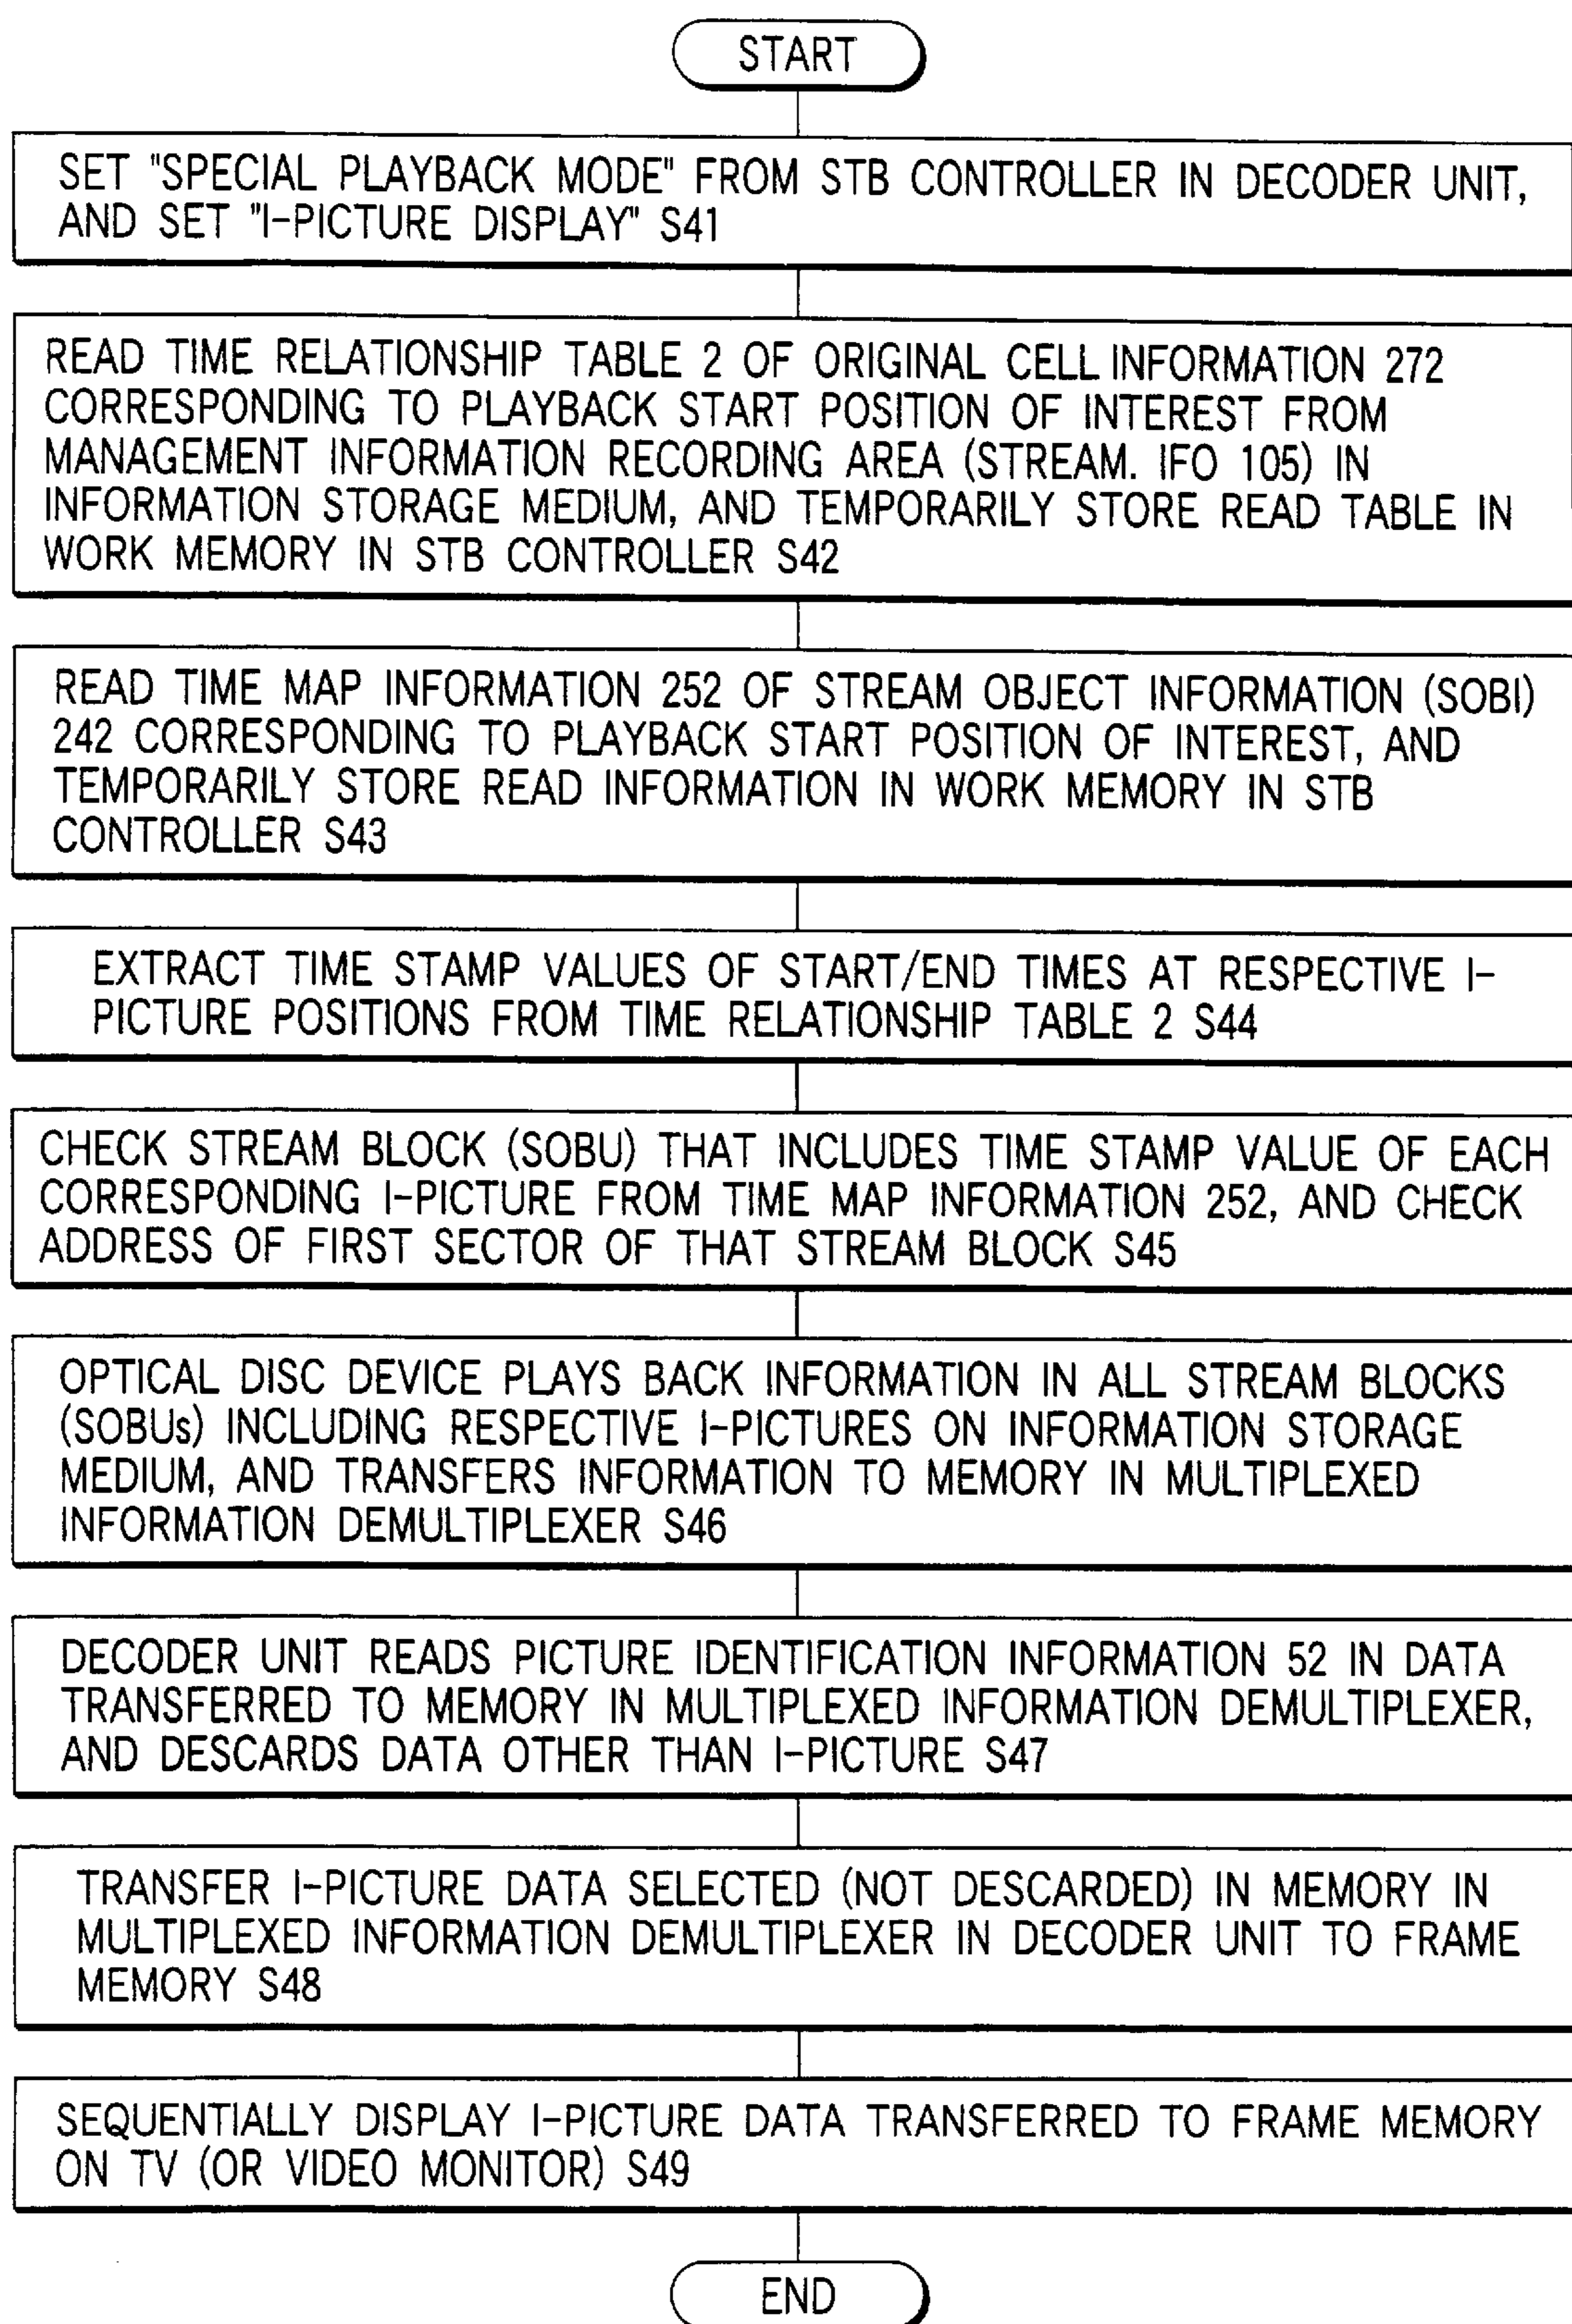 START
SET "SPECIAL PLAYBACK MODE" FROM STB CONTROLLER IN DECODER UNIT,
AND SET "I-PICTURE DISPLAY" S41
READ TIME RELATIONSHIP TABLE 2 OF ORIGINAL CELL INFORMATION 272
CORRESPONDING TO PLAYBACK START POSITION OF INTEREST FROM
MANAGEMENT INFORMATION RECORDING AREA (STREAM. IFO 105) IN
INFORMATION STORAGE MEDIUM, AND TEMPORARILY STORE READ TABLE IN
WORK MEMORY IN STB CONTROLLER S42
READ TIME MAP INFORMATION 252 OF STREAM OBJECT INFORMATION (SOBI)
242 CORRESPONDING TO PLAYBACK START POSITION OF INTEREST, AND
TEMPORARILY STORE READ INFORMATION IN WORK MEMORY IN STB
CONTROLLER S43
EXTRACT TIME STAMP VALUES OF START/END TIMES AT RESPECTIVE I-
PICTURE POSITIONS FROM TIME RELATIONSHIP TABLE 2 S44
CHECK STREAM BLOCK (SOBU) THAT INCLUDES TIME STAMP VALUE OF EACH
CORRESPONDING I-PICTURE FROM TIME MAP INFORMATION 252, AND CHECK
ADDRESS OF FIRST SECTOR OF THAT STREAM BLOCK S45
OPTICAL DISC DEVICE PLAYS BACK INFORMATION IN ALL STREAM BLOCKS
(SOBUs) INCLUDING RESPECTIVE I-PICTURES ON INFORMATION STORAGE
MEDIUM, AND TRANSFERS INFORMATION TO MEMORY IN MULTIPLEXED
INFORMATION DEMULTIPLEXER S46
DECODER UNIT READS PICTURE IDENTIFICATION INFORMATION 52 IN DATA
TRANSFERRED TO MEMORY IN MULTIPLEXED INFORMATION DEMULTIPLEXER,
AND DESCARDS DATA OTHER THAN I-PICTURE S47
TRANSFER I-PICTURE DATA SELECTED (NOT DESCARDED) IN MEMORY IN
MULTIPLEXED INFORMATION DEMULTIPLEXER IN DECODER UNIT TO FRAME
MEMORY S48
SEQUENTIALLY DISPLAY I-PICTURE DATA TRANSFERRED TO FRAME MEMORY
ON TV (OR VIDEO MONITOR) S49
END